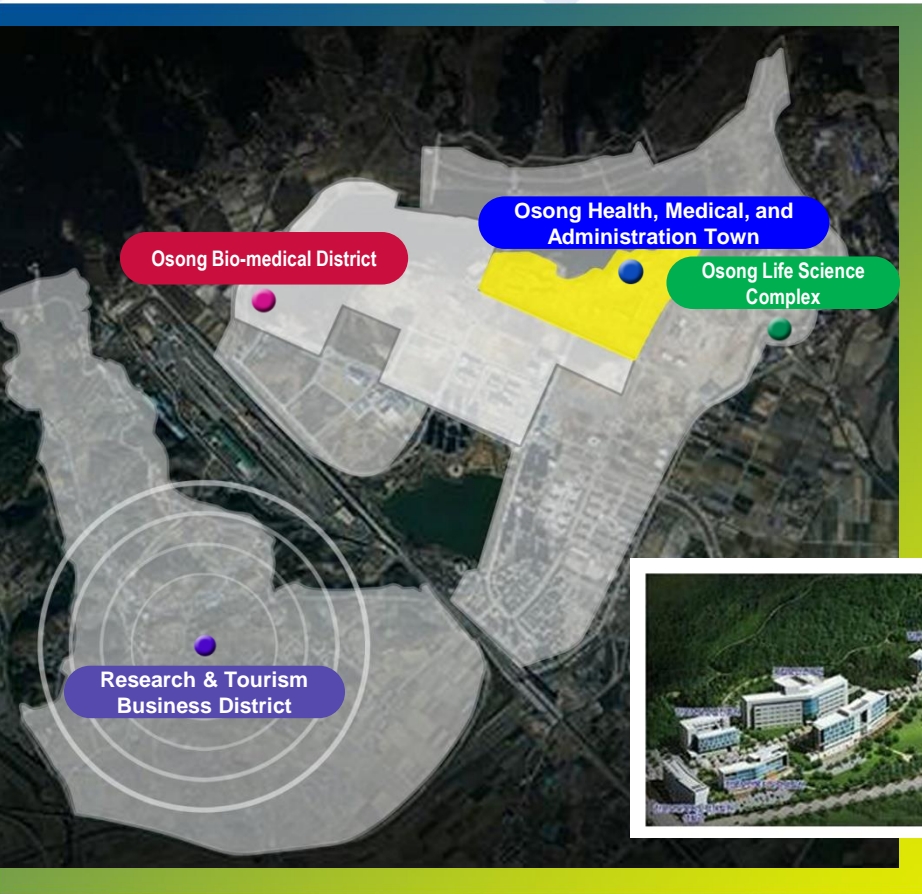 Osong Health, Medical, and
Administration Town
Osong Bio-medical District
Osong Life Science
Complex
Research & Tourism
Business District